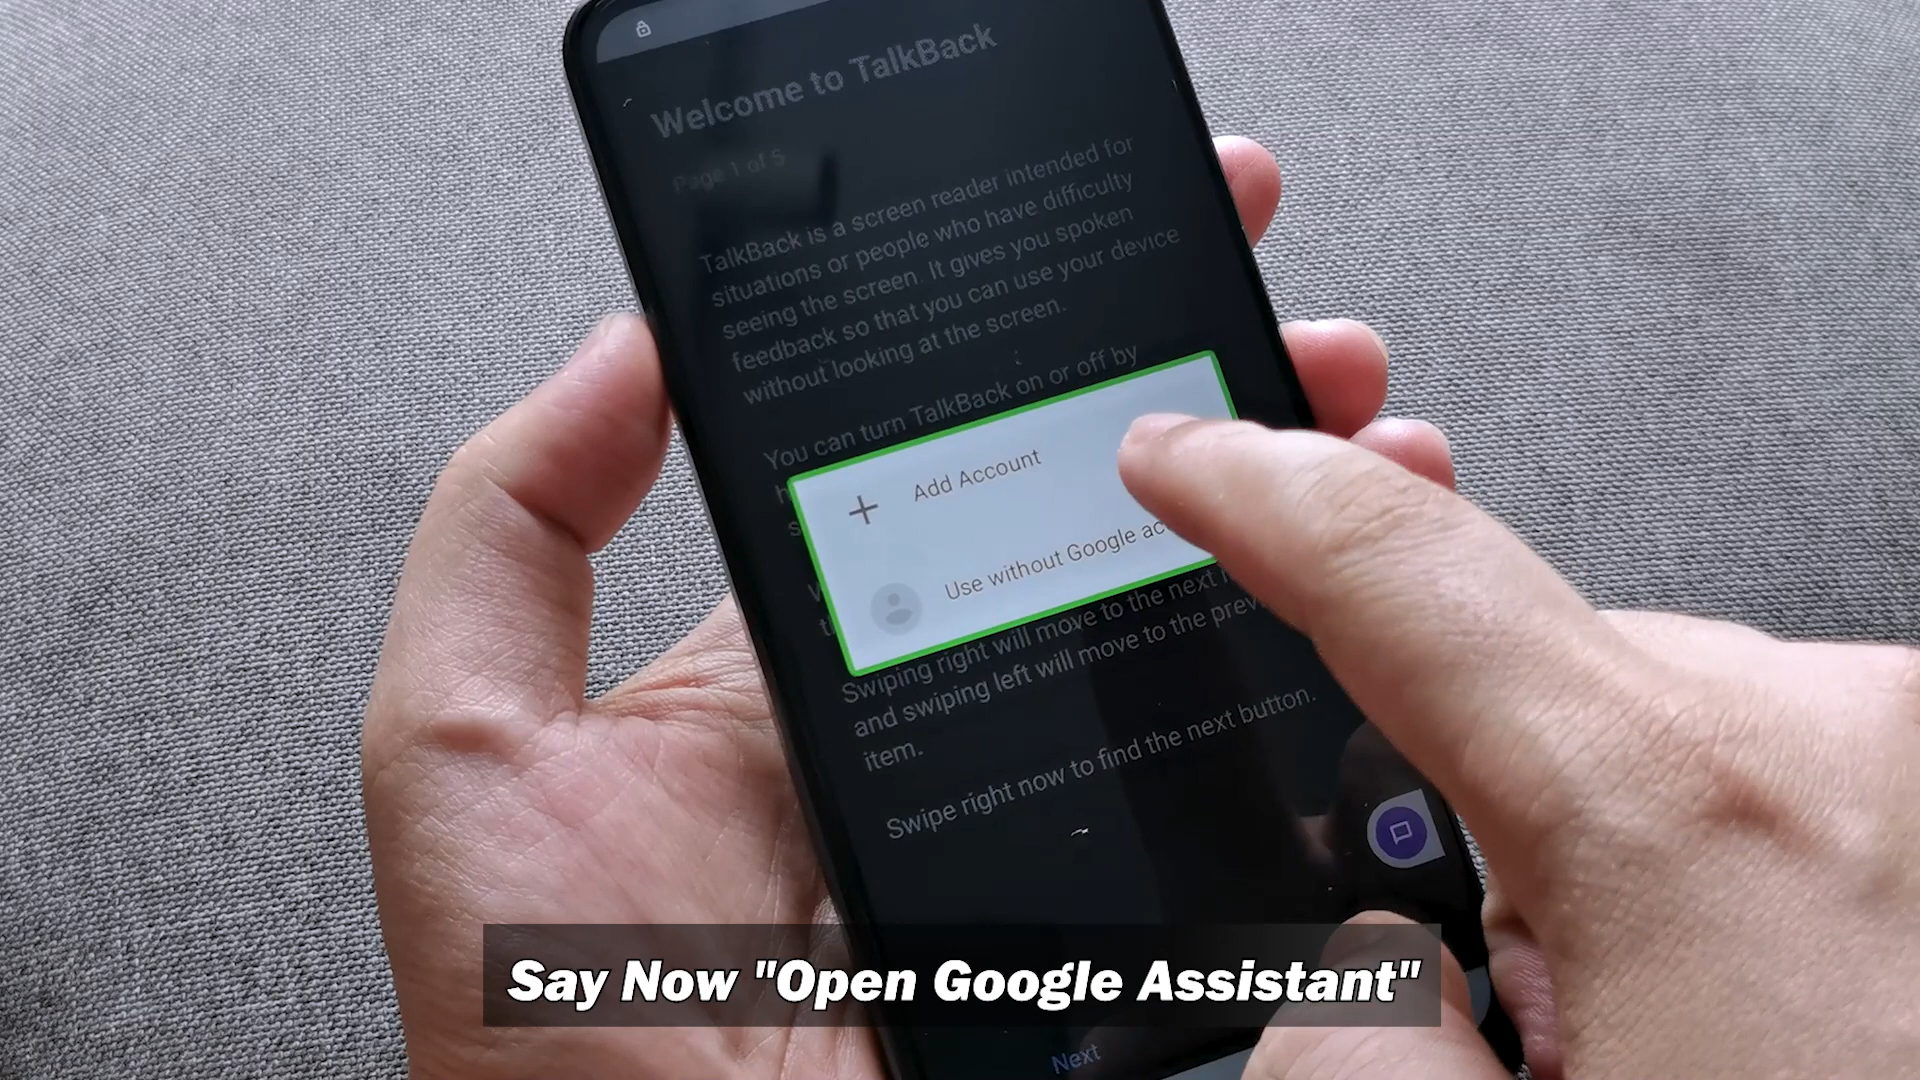 Welcome to TalkBack
Page 1 of 5
TalkBack is a screen reader intended for
situations or people who have difficulty
seeing the screen. It gives you spoken
feedback so that you can use your device
without looking at the screen.
You can turn TalkBack on or off by
Add Account
Use without Google
Swiping right will move to the next
and swiping left will move to the
item.
Swipe right now to find the next button.
Next
Say Now "Open Google Assistant"